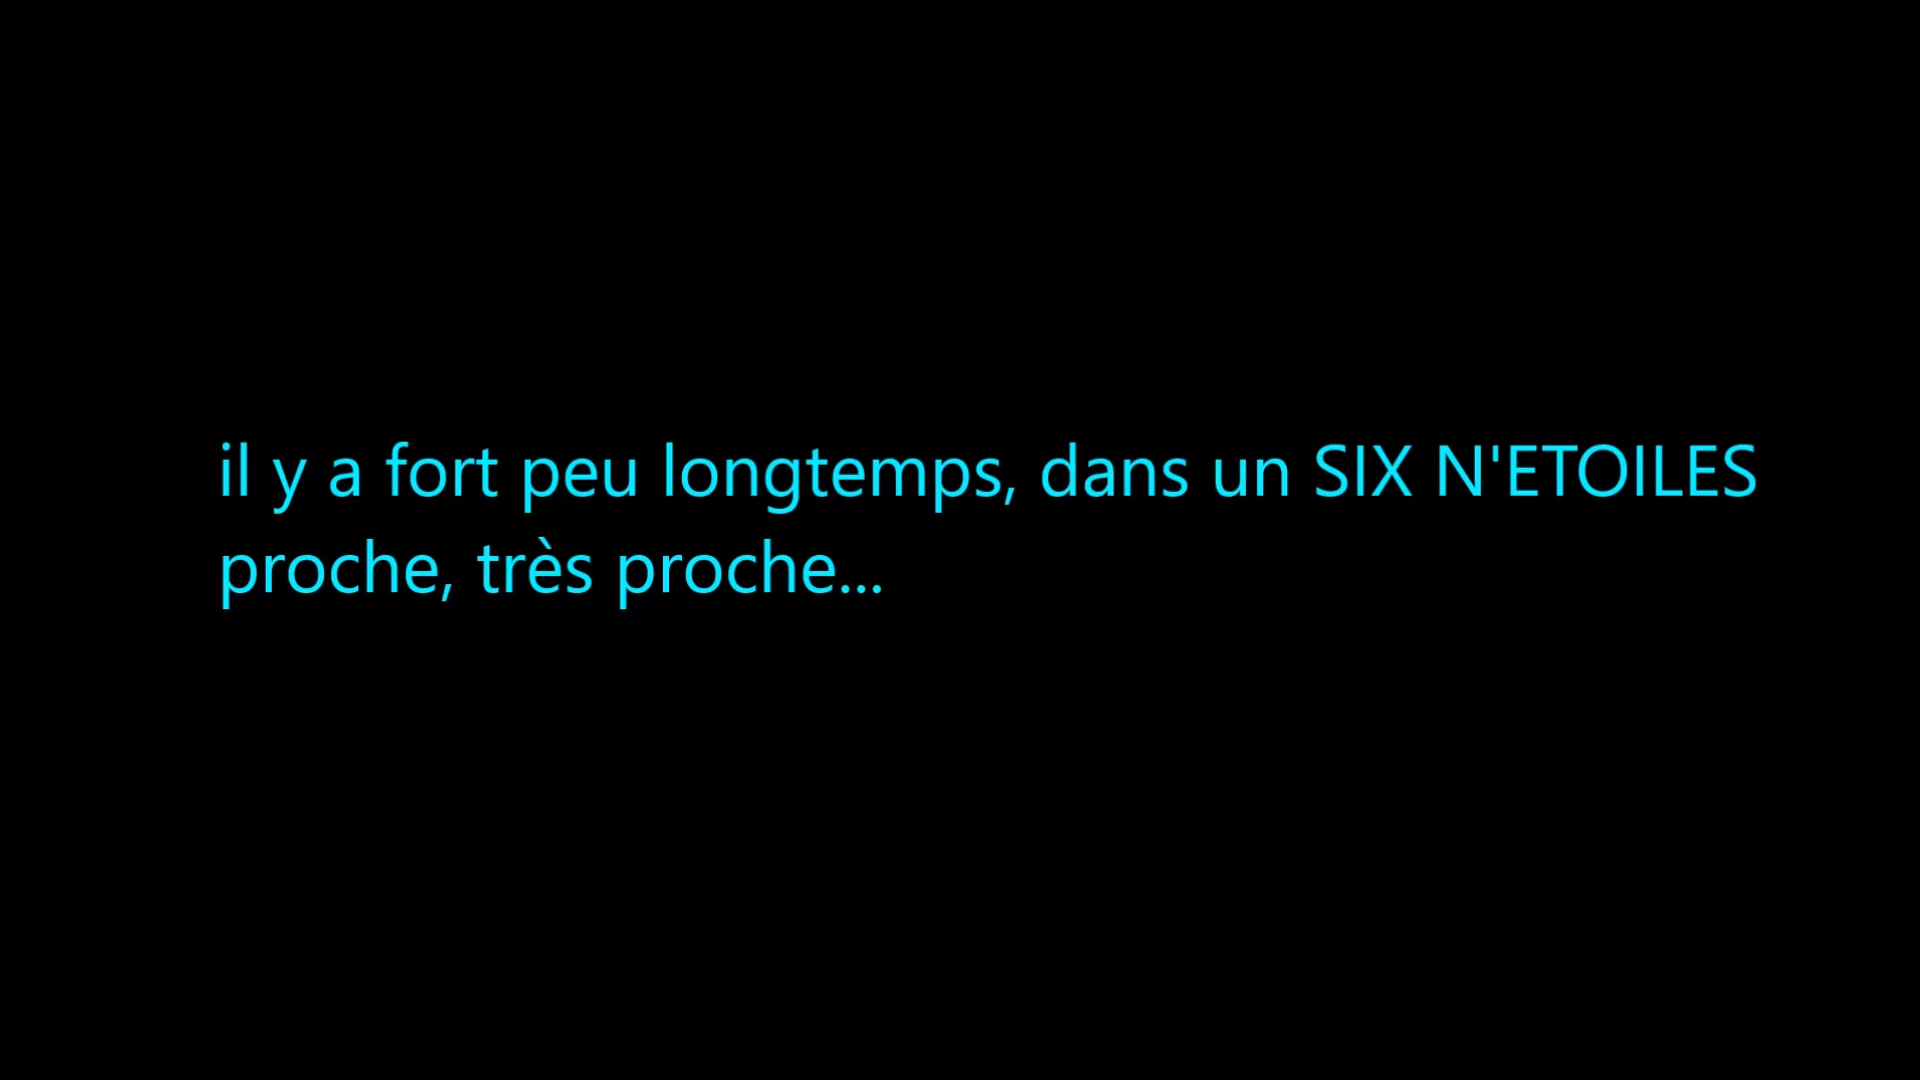 il y a fort peu longtemps, dans un SIX N'ETOILES
proche, très proche...